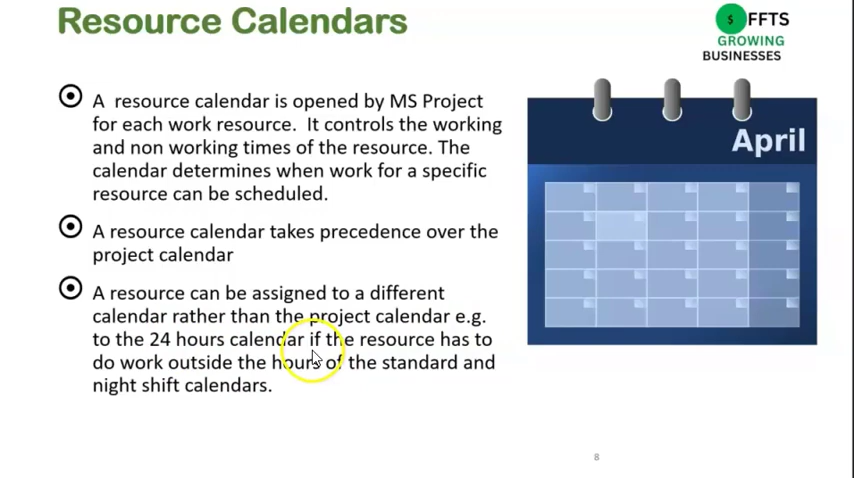 Resource Calendars
$ FFTS
GROWING
BUSINESSES
A resource calendar is opened by MS Project
for each work resource. It controls the working
and non working times of the resource. The
calendar determines when work for a specific
resource can be scheduled.
A resource calendar takes precedence over the
project calendar
A resource can be assigned to a different
calendar rather than the project calendar e.g.
to the 24 hours calendar if the resource has to
do work outside the hours of the standard and
night shift calendars.
April
8